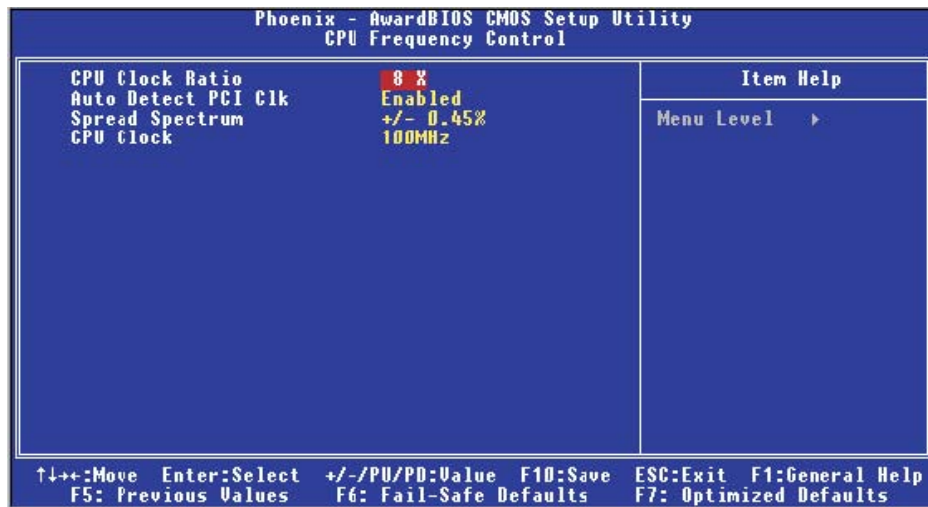 Phoenix - AwardBIOS CMOS Setup Utility
CPU Frequency Control
CPU Clock Ratio 8 X
Auto Detect PCI Clk Enabled
Spread Spectrum +/- 0.45%
CPU Clock 100MHz
Item Help
Menu Level ▸
↑↓→←:Move Enter:Select +/-/PU/PD:Value F10:Save ESC:Exit F1:General Help
F5: Previous Values F6: Fail-Safe Defaults F7: Optimized Defaults